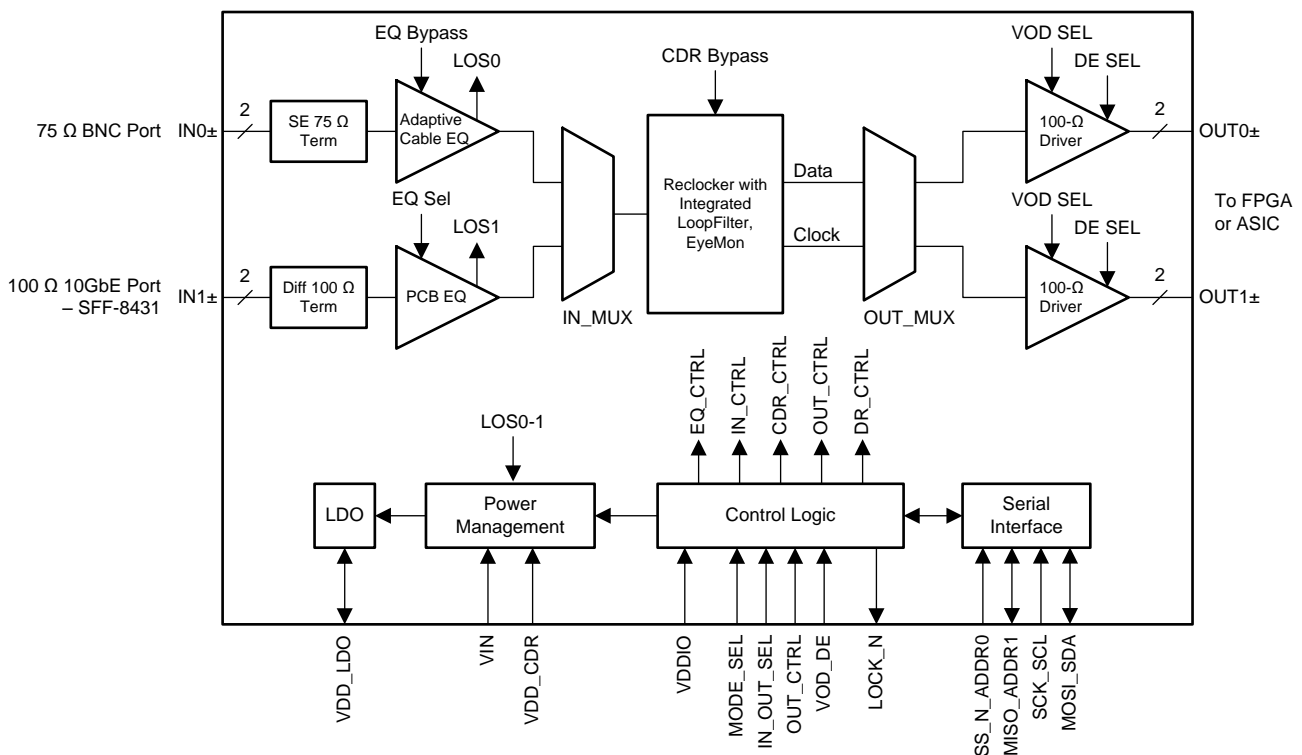 EQ Bypass
LOS0
CDR Bypass
VOD SEL
DE SEL
75 Ω BNC Port
IN0±
2
SE 75 Ω
Term
Adaptive
Cable EQ
100-Ω
Driver
2
OUT0±
Data
Reclocker with
Integrated
LoopFilter,
EyeMon
Clock
EQ Sel
LOS1
VOD SEL
DE SEL
To FPGA
or ASIC
100 Ω 10GbE Port
– SFF-8431
IN1±
2
Diff 100 Ω
Term
PCB EQ
IN_MUX
OUT_MUX
100-Ω
Driver
2
OUT1±
EQ_CTRL
IN_CTRL
CDR_CTRL
OUT_CTRL
DR_CTRL
LOS0-1
LDO
Power
Management
Control Logic
Serial
Interface
VDD_LDO
VIN
VDD_CDR
VDDIO
MODE_SEL
IN_OUT_SEL
OUT_CTRL
VOD_DE
LOCK_N
SS_N_ADDR0
MISO_ADDR1
SCK_SCL
MOSI_SDA